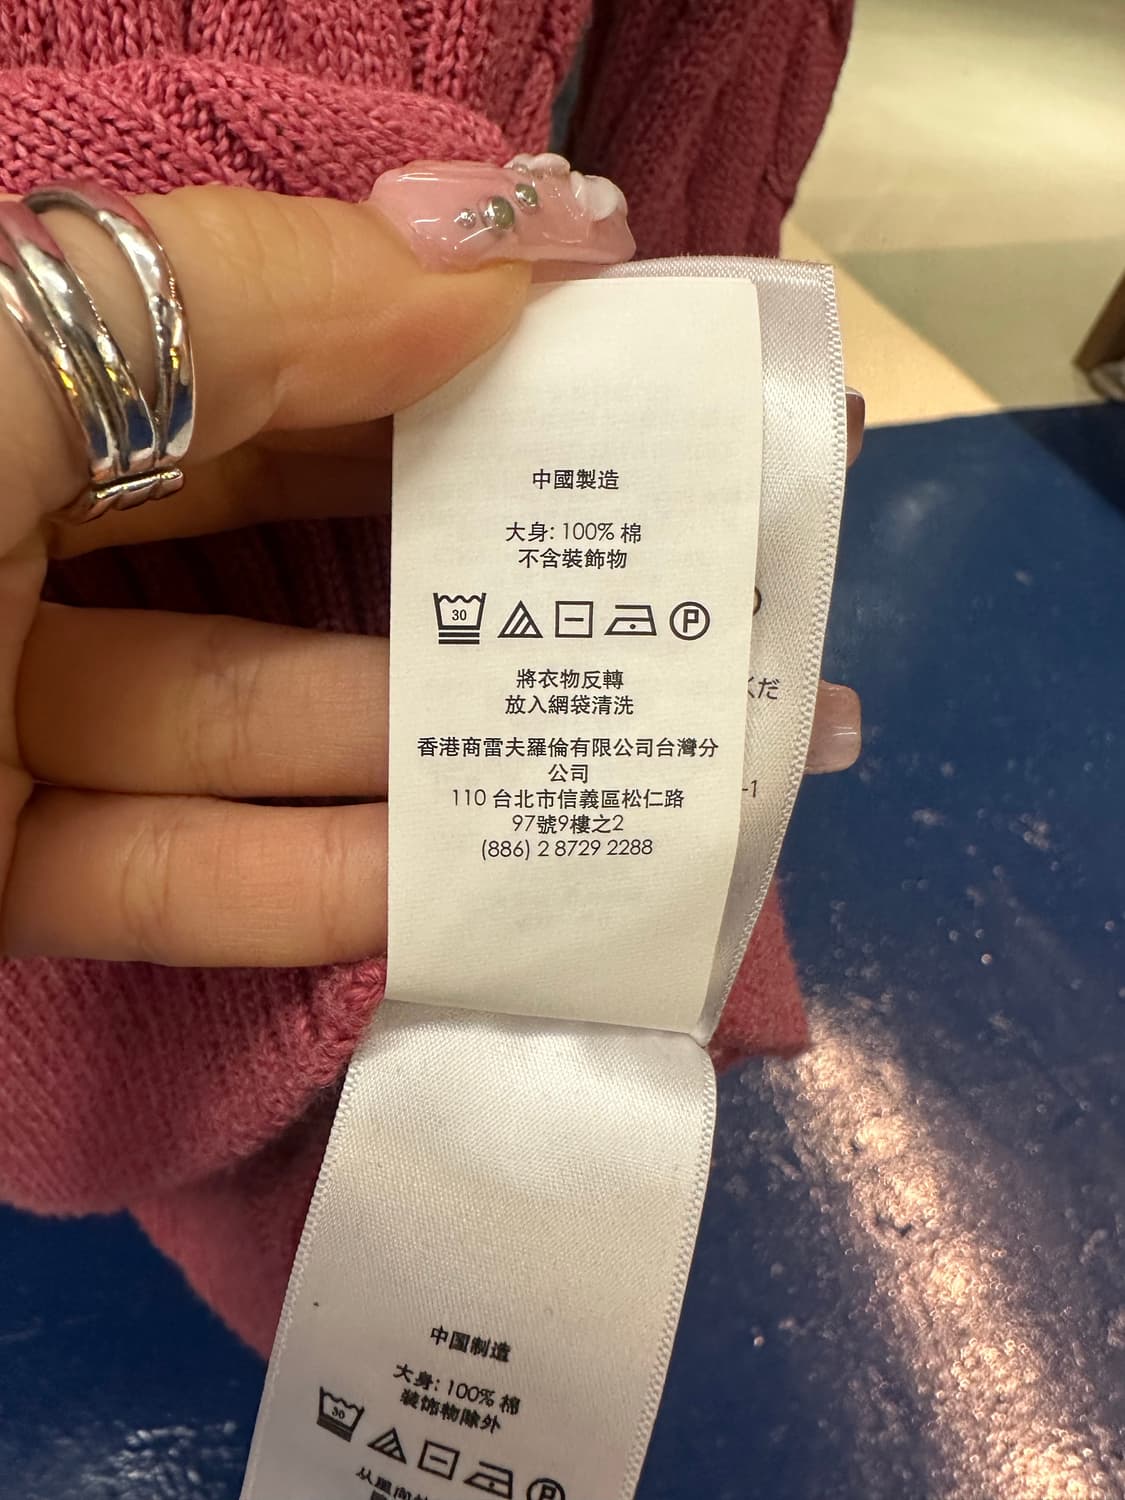 中國製造
大身: 100% 棉
不含裝飾物
30
P
將衣物反轉
放入網袋清洗
香港商雷夫羅倫有限公司台灣分
公司
110 台北市信義區松仁路
97號9樓之2
(886) 2 8729 2288
くだ
-1
中国制造
大身: 100% 棉
装饰物除外
30
P